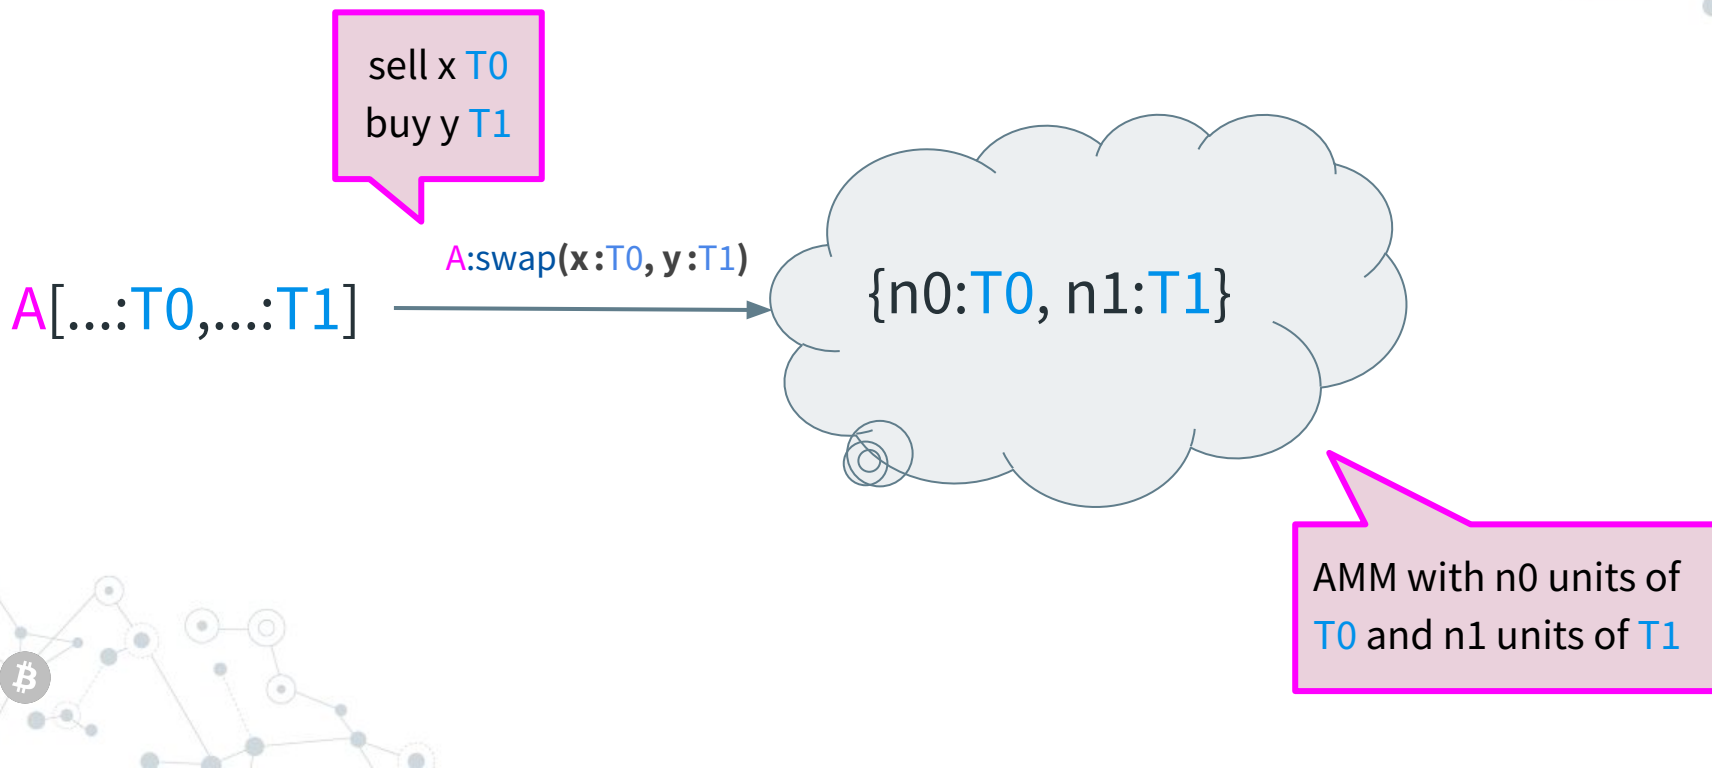 sell x T0
buy y T1
A:swap(x:T0, y:T1)
A[...:T0,...:T1]
{n0:T0, n1:T1}
AMM with n0 units of
T0 and n1 units of T1